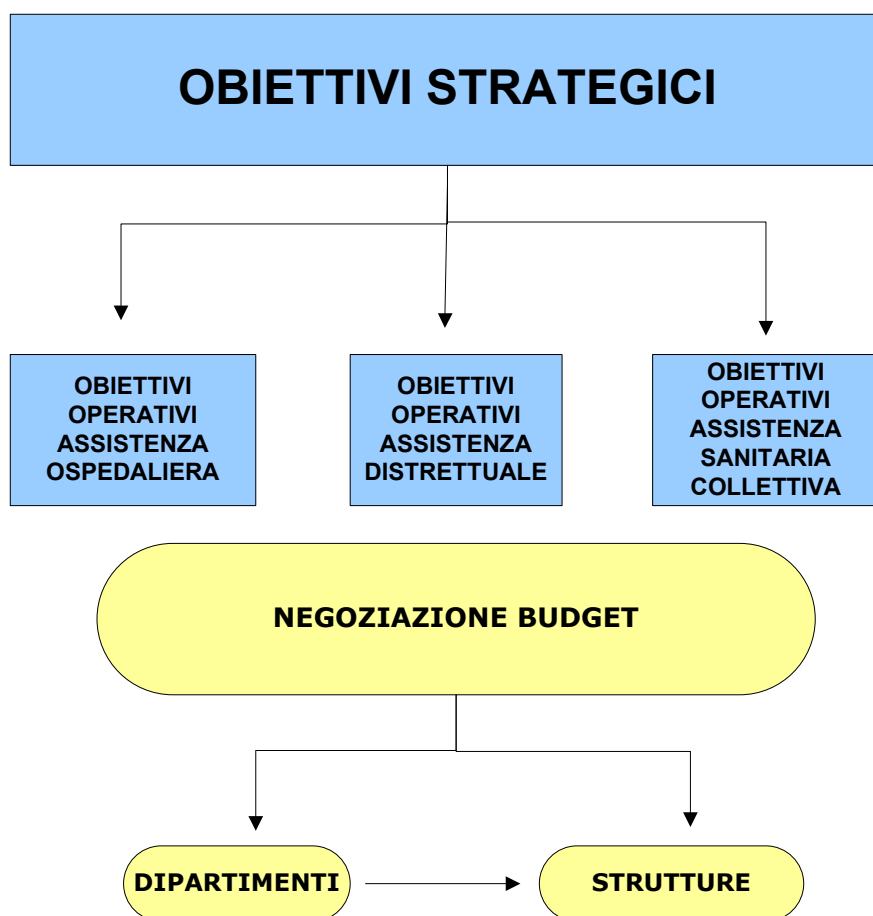 OBIETTIVI STRATEGICI
OBIETTIVI
OPERATIVI
ASSISTENZA
OSPEDALIERA
OBIETTIVI
OPERATIVI
ASSISTENZA
DISTRETTUALE
OBIETTIVI
OPERATIVI
ASSISTENZA
SANITARIA
COLLETTIVA
NEGOZIAZIONE BUDGET
DIPARTIMENTI
STRUTTURE